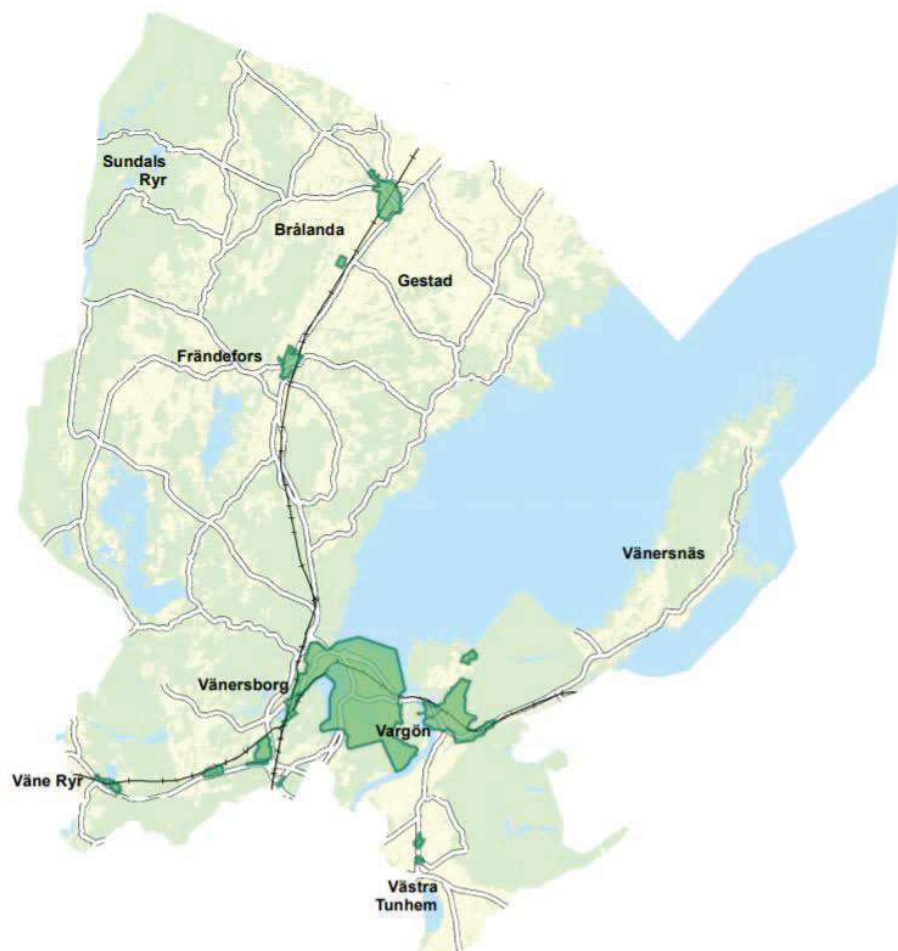 Sundals
Ryr
Brålanda
Gestad
Frändefors
Vänersnäs
Vänersborg
Vargön
Väne Ryr
Västra
Tunhem